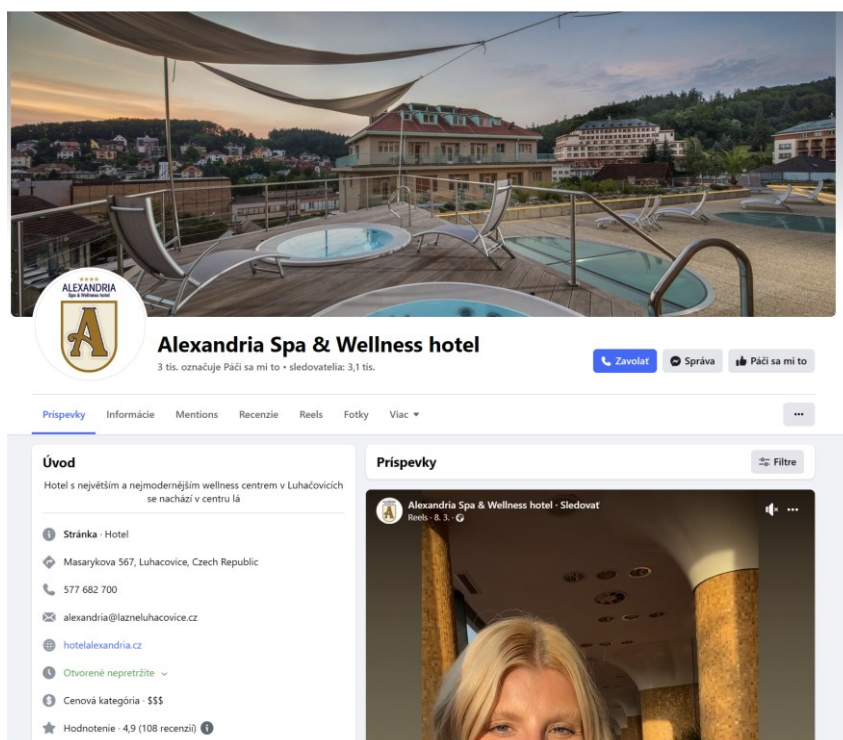 ★★★★
ALEXANDRIA
Spa & Wellness hotel
A
Alexandria Spa & Wellness hotel
3 tis. označuje Páči sa mi to • sledovatelia: 3,1 tis.
Zavolať
Správa
Páči sa mi to
Príspevky Informácie Mentions Recenzie Reels Fotky Viac
Úvod
Hotel s největším a nejmodernějším wellness centrem v Luhačovicích
se nachází v centru lá
Stránka · Hotel
Masarykova 567, Luhacovice, Czech Republic
577 682 700
alexandria@lazneluhacovice.cz
hotelalexandria.cz
Otvorené nepretržite
Cenová kategória · $$$
Hodnotenie · 4,9 (108 recenzií)
Príspevky
Filtre
Alexandria Spa & Wellness hotel · Sledovať
Reels · 8. 3. ·